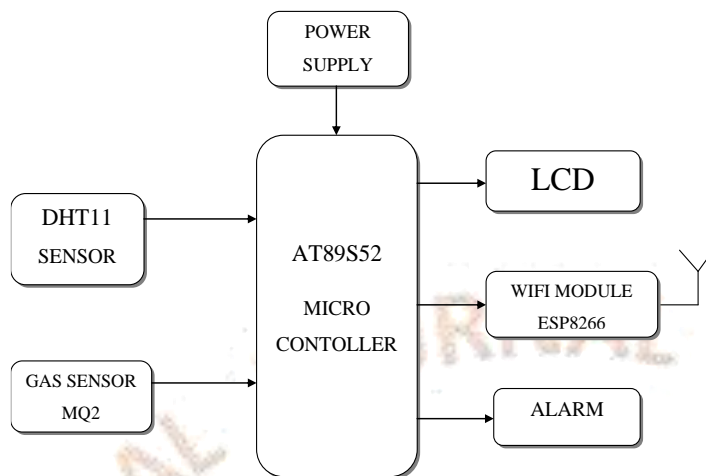 POWER
SUPPLY
DHT11
SENSOR
AT89S52
MICRO
CONTOLLER
LCD
WIFI MODULE
ESP8266
GAS SENSOR
MQ2
ALARM